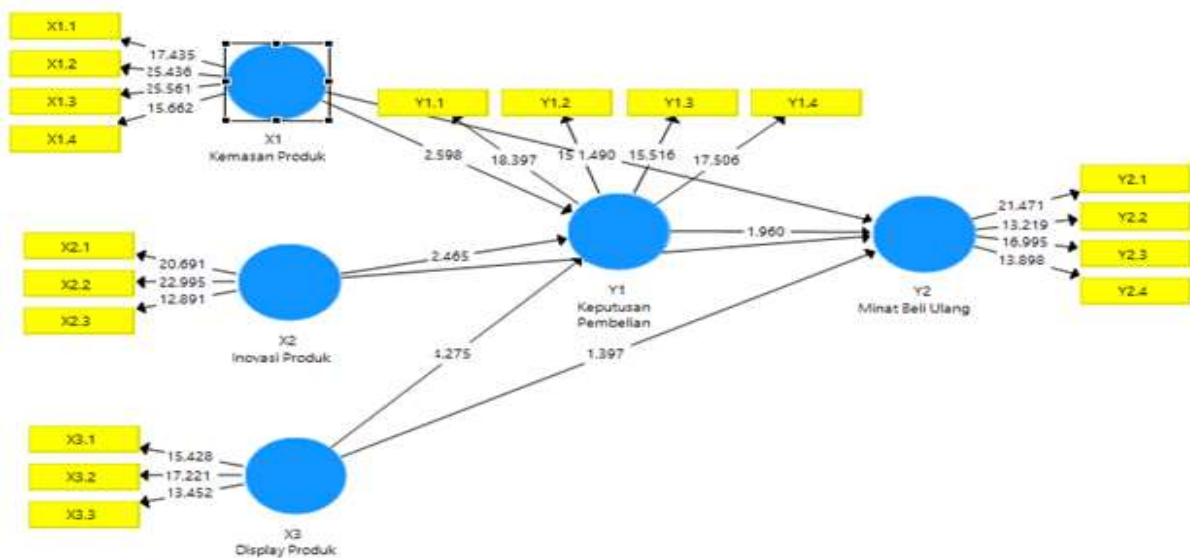 X1.1
X1.2
X1.3
X1.4
17.435
25.436
25.561
15.662
X1
Kemasan Produk
Y1.1
Y1.2
Y1.3
Y1.4
2.598
18.397
1.490
15.516
17.506
X2.1
X2.2
X2.3
20.691
22.995
12.891
X2
Inovasi Produk
2.465
Y1
Keputusan
Pembelian
1.960
Y2
Minat Beli Ulang
21.471
13.219
16.995
13.898
Y2.1
Y2.2
Y2.3
Y2.4
4.275
1.397
X3.1
X3.2
X3.3
15.428
17.221
13.452
X3
Display Produk